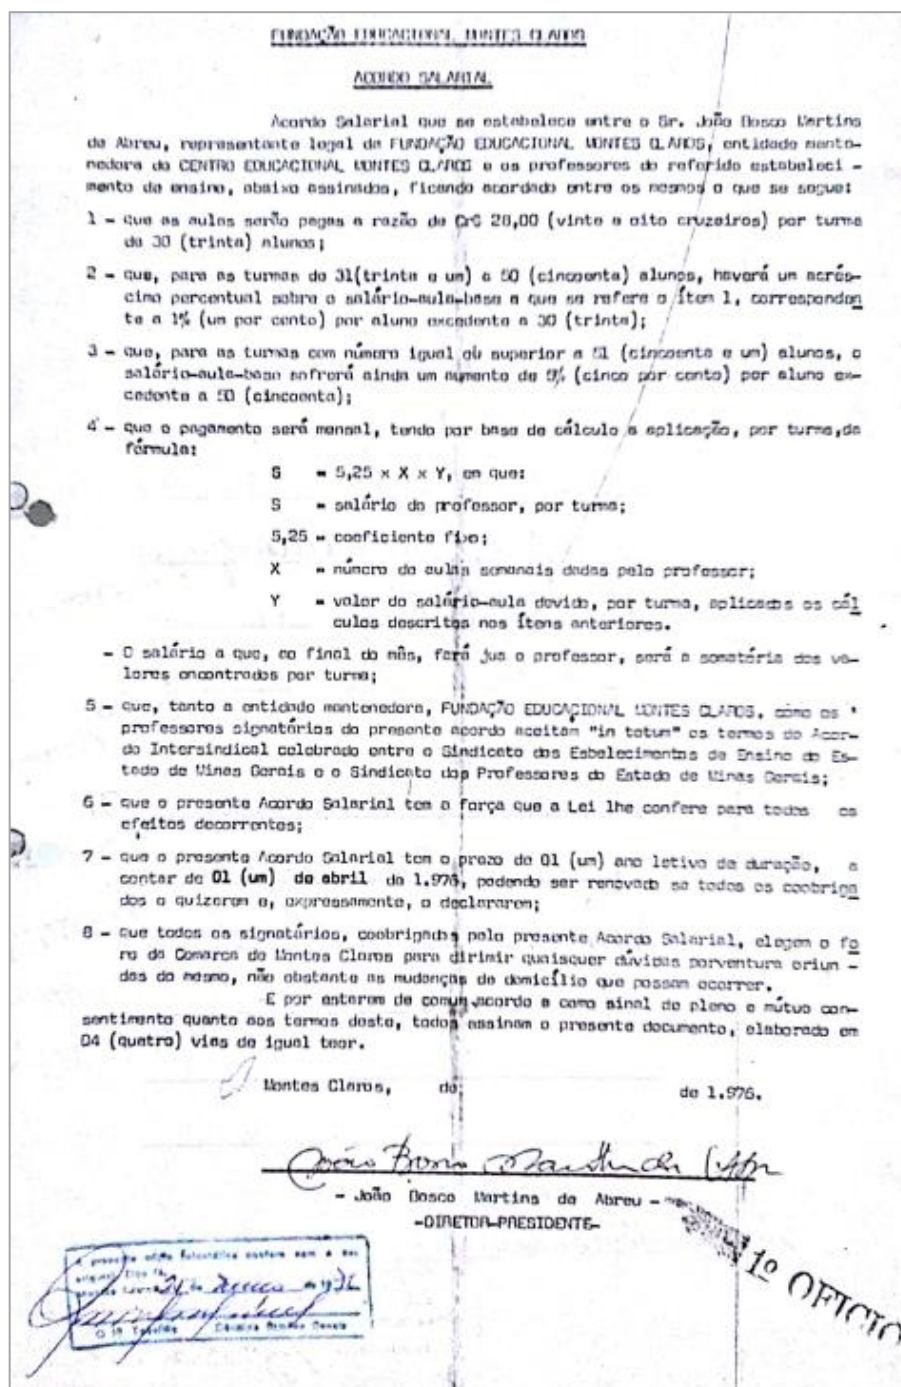 FUNDAÇÃO EDUCACIONAL MONTES CLAROS
ACORDO SALARIAL
Acordo Salarial que se estabelece entre o Sr. João Bosco Martins
de Abreu, representante legal da FUNDAÇÃO EDUCACIONAL MONTES CLAROS, entidade mante-
nedora do CENTRO EDUCACIONAL MONTES CLAROS e os professores do referido estabeleci -
mento de ensino, abaixo assinados, ficando acordado entre os mesmos o que se segue:
1 - que as aulas serão pagas a razão de Cr$ 28,00 (vinte e oito cruzeiros) por turma
de 30 (trinta) alunos;
2 - que, para as turmas de 31(trinta e um) a 50 (cincoenta) alunos, haverá um acrés-
cimo percentual sobre o salário-aula-base a que se refere o ítem 1, corresponden
te a 1% (um por cento) por aluno excedente a 30 (trinta);
3 - que, para as turmas com número igual ou superior a 51 (cincoenta e um) alunos, o
salário-aula-base sofrerá ainda um aumento de 5% (cinco por cento) por aluno ex-
cedente a 50 (cincoenta);
4 - que o pagamento será mensal, tendo por base de cálculo a aplicação, por turma,da
fórmula:
S = 5,25 x X x Y, em que:
S = salário do professor, por turma;
5,25 = coeficiente fixo;
X = número de aulas semanais dadas pelo professor;
Y = valor do salário-aula devido, por turma, aplicados os cál
culos descritos nos ítens anteriores.
- O salário a que, ao final do mês, fará jus o professor, será a somatória dos va-
lores encontrados por turma;
5 - que, tanto a entidade mantenedora, FUNDAÇÃO EDUCACIONAL MONTES CLAROS, como os '
professores signatários do presente acordo aceitam "in totum" os termos do Acor-
do Intersindical celebrado entre o Sindicato dos Esbelecimentos de Ensino do Es-
tado de Minas Gerais e o Sindicato dos Professores do Estado de Minas Gerais;
6 - que o presente Acordo Salarial tem a força que a Lei lhe confere para todos os
efeitos decorrentes;
7 - que o presente Acordo Salarial tem o prazo de 01 (um) ano letivo de duração, a
contar de 01 (um) de abril de 1.976, podendo ser renovado se todos os coobriga
dos o quizerem e, expressamente, o declararem;
8 - que todos os signatários, coobrigados pelo presente Acordo Salarial, elegem o fo
ro da Comarca de Montes Claros para dirimir quaisquer dúvidas porventura oriun -
das do mesmo, não obstante as mudanças de domicílio que possam ocorrer.
E por estarem de comum acordo e como sinal de pleno e mútuo con-
sentimento quanto aos termos deste, todos assinam o presente documento, elaborado em
04 (quatro) vias de igual teor.
Montes Claros, de de 1.976.
- João Bosco Martins de Abreu -
-DIRETOR-PRESIDENTE-
1º OFICIO